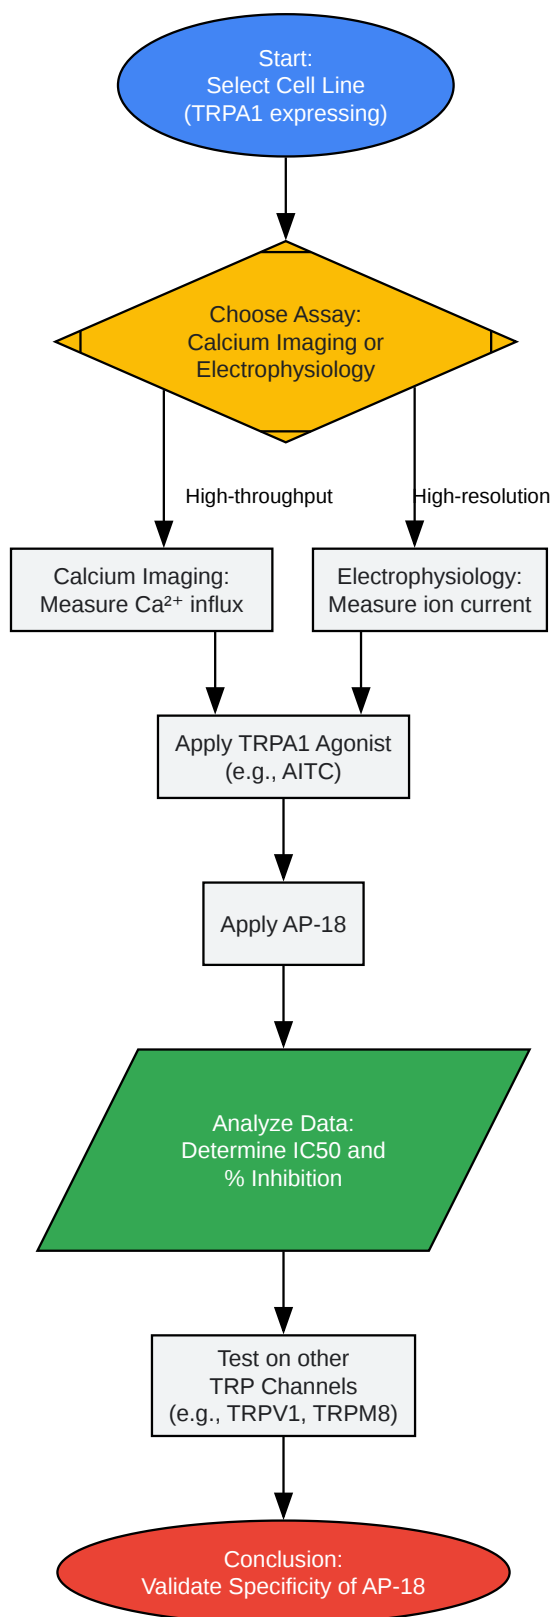 Start:
Select Cell Line
(TRPA1 expressing)
Choose Assay:
Calcium Imaging or
Electrophysiology
High-throughput
High-resolution
Calcium Imaging:
Measure Ca²⁺ influx
Electrophysiology:
Measure ion current
Apply TRPA1 Agonist
(e.g., AITC)
Apply AP-18
Analyze Data:
Determine IC50 and
% Inhibition
Test on other
TRP Channels
(e.g., TRPV1, TRPM8)
Conclusion:
Validate Specificity of AP-18